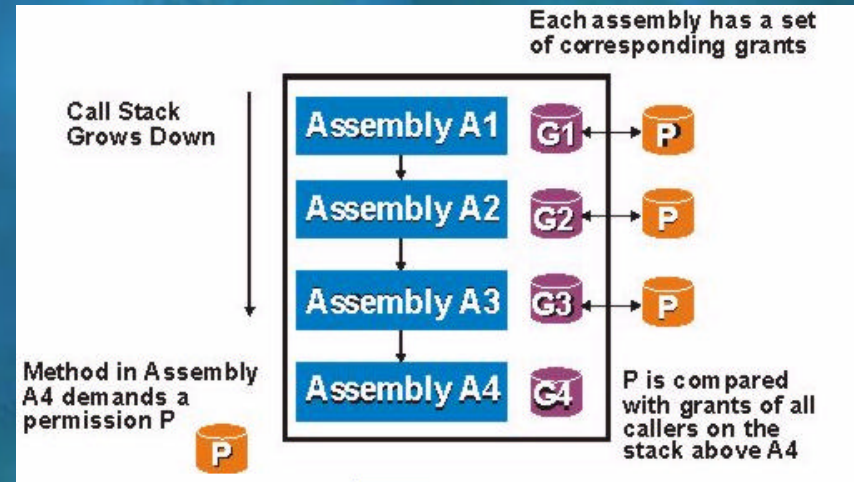 Each assembly has a set
of corresponding grants
Call Stack
Grows Down
Assembly A1
G1
P
Assembly A2
G2
P
Assembly A3
G3
P
Assembly A4
G4
Method in Assembly
A4 demands a
permission P
P
P is compared
with grants of all
callers on the
stack above A4